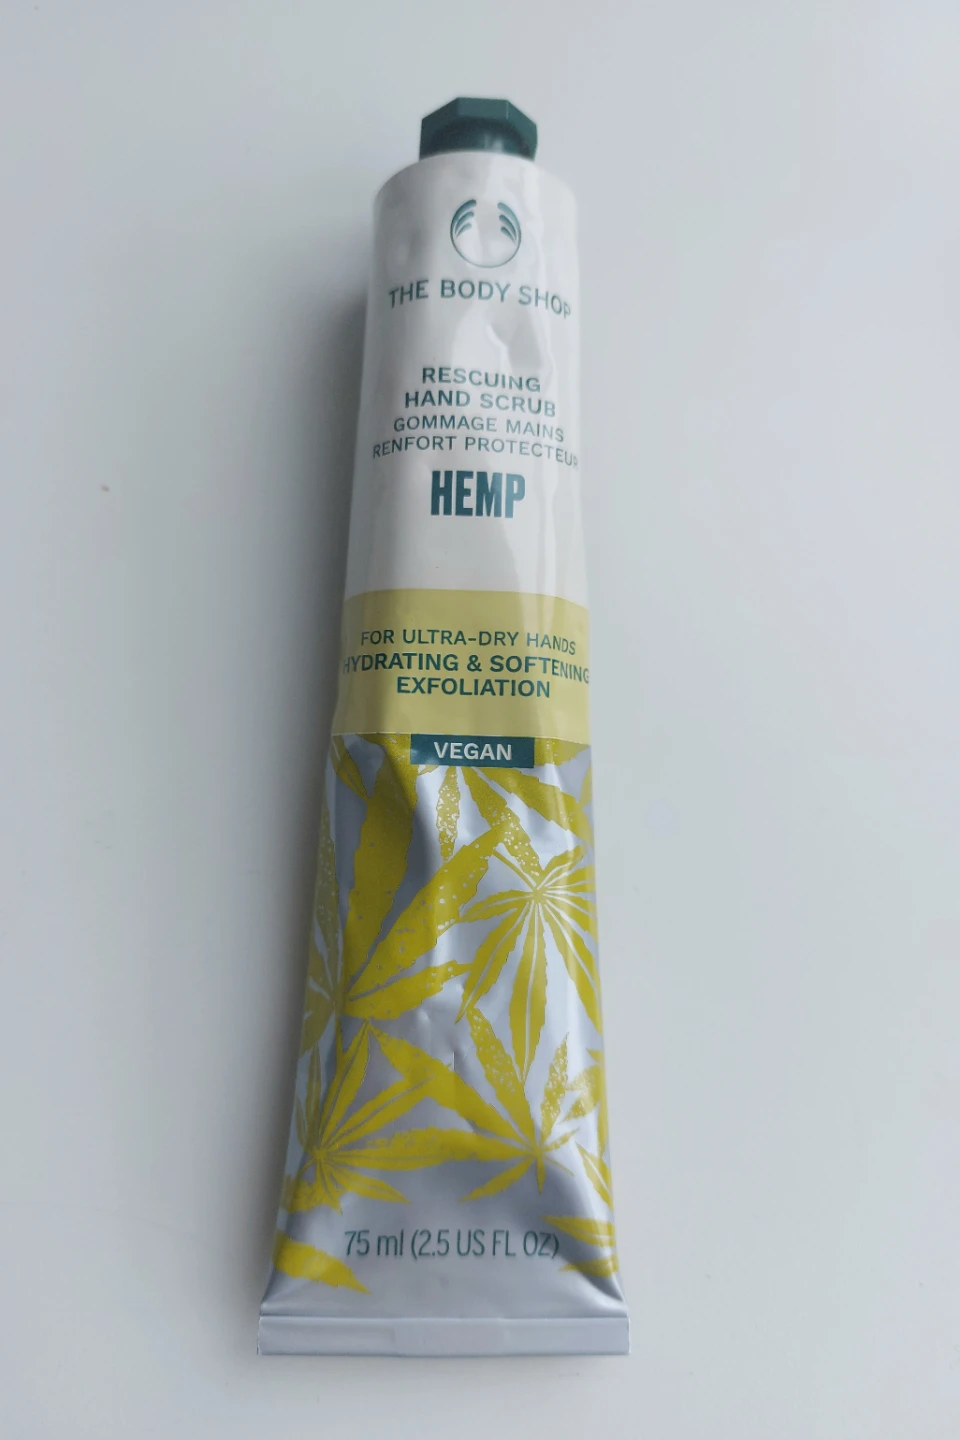 THE BODY SHOP
RESCUING
HAND SCRUB
GOMMAGE MAINS
RENFORT PROTECTEUR
HEMP
FOR ULTRA-DRY HANDS
HYDRATING & SOFTENING
EXFOLIATION
VEGAN
75 ml (2.5 US FL OZ)